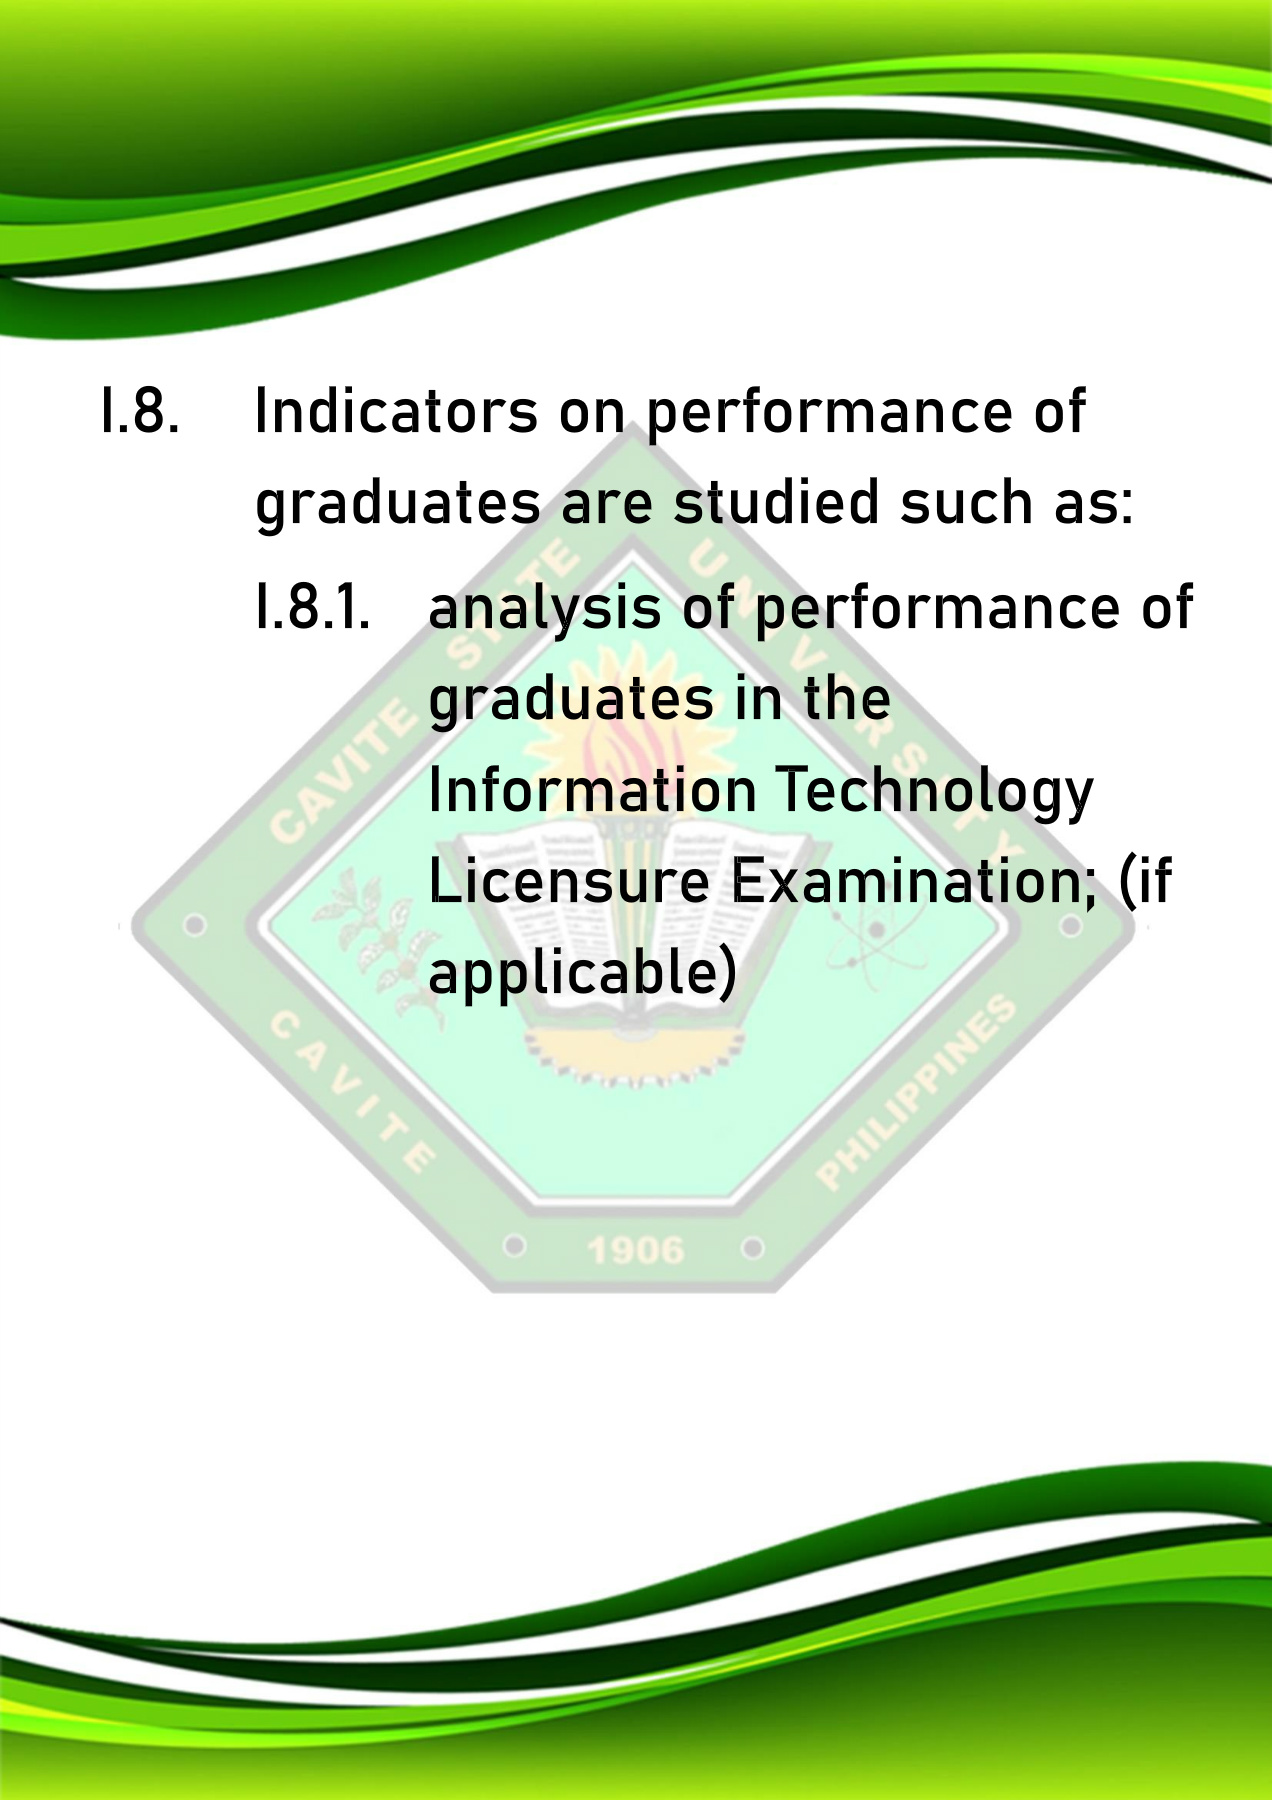 I.8. Indicators on performance of
graduates are studied such as:
I.8.1. analysis of performance of
graduates in the
Information Technology
Licensure Examination; (if
applicable)
CAVITE STATE UNIVERSITY
CAVITE
PHILIPPINES
1906